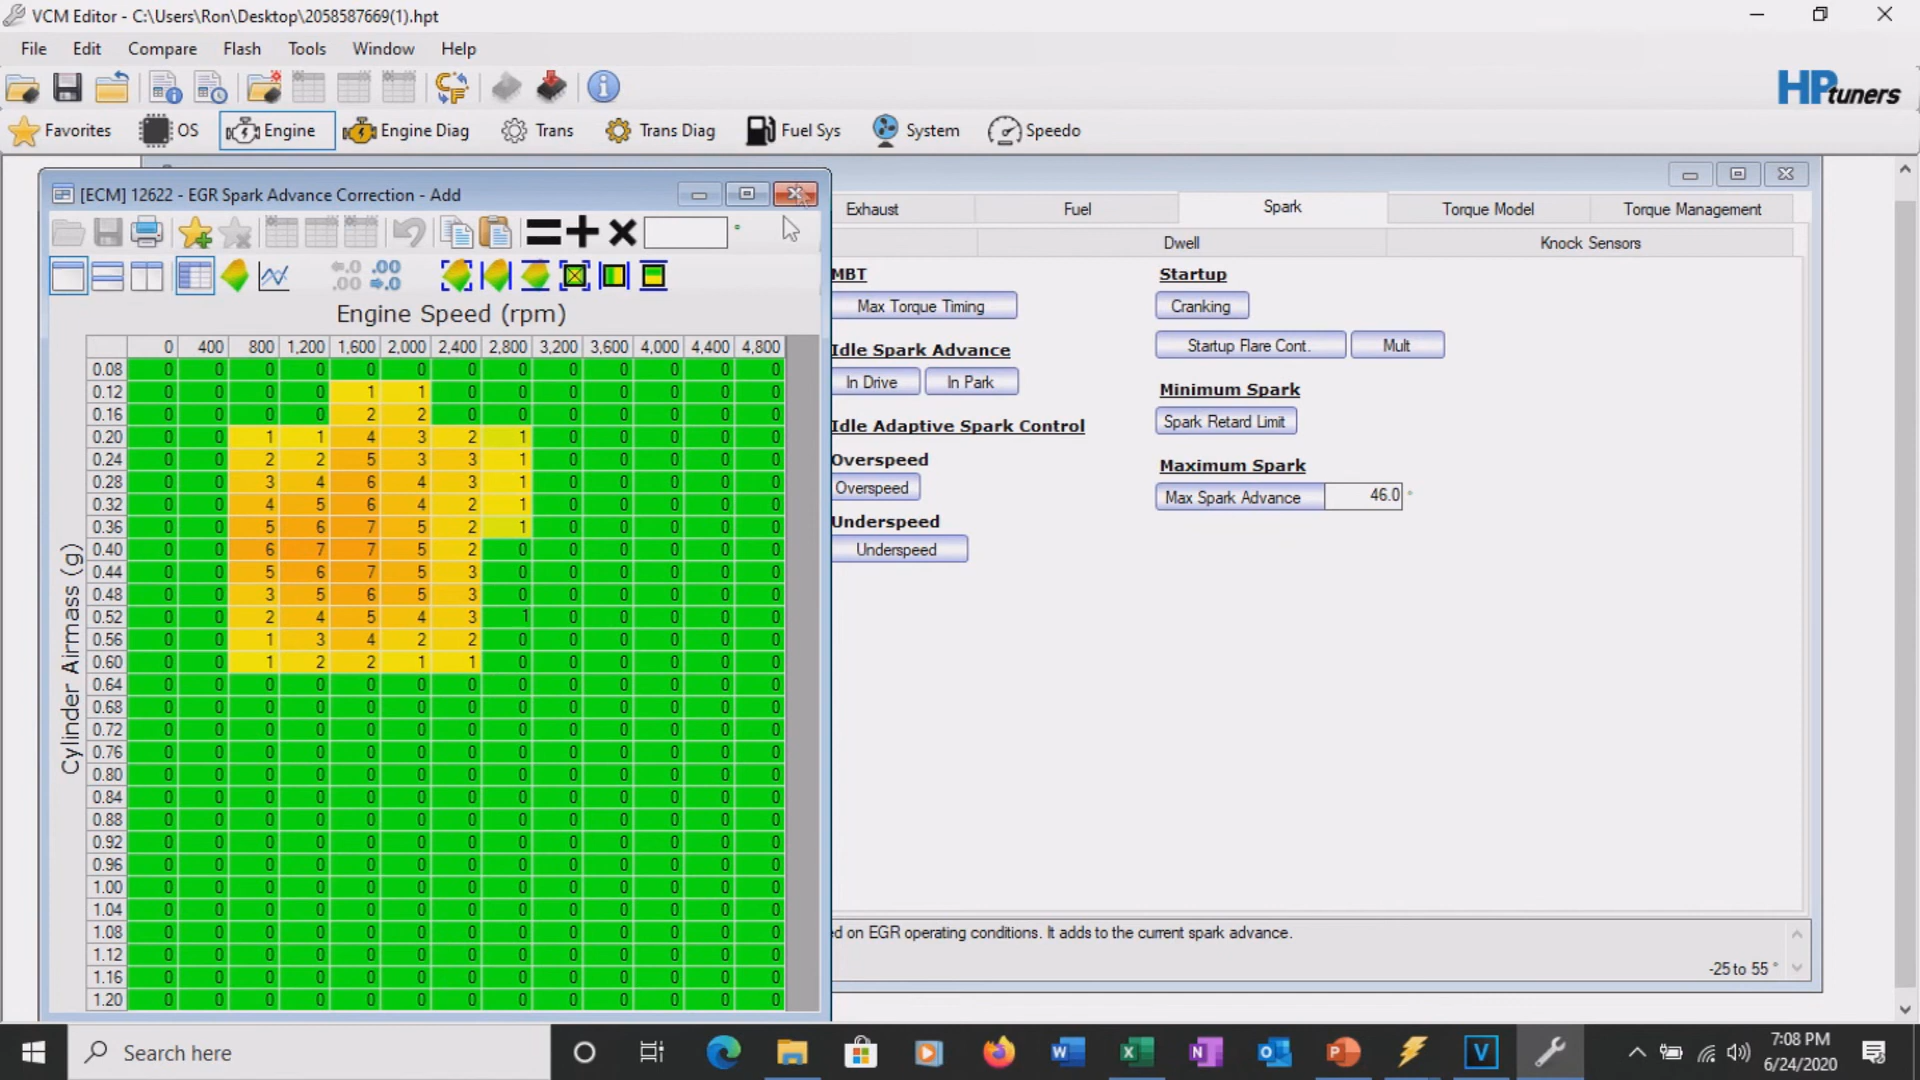 VCM Editor - C:\Users\Ron\Desktop\2058587669(1).hpt
File Edit Compare Flash Tools Window Help
HPtuners
Favorites OS Engine Engine Diag Trans Trans Diag Fuel Sys System Speedo
[ECM] 12622 - EGR Spark Advance Correction - Add
Exhaust Fuel Spark Torque Model Torque Management
Dwell Knock Sensors
MBT Startup
Max Torque Timing Cranking
Startup Flare Cont. Mult
Idle Spark Advance
In Drive In Park
Minimum Spark
Spark Retard Limit
Idle Adaptive Spark Control
Overspeed
Overspeed
Maximum Spark
Max Spark Advance 46.0 °
Underspeed
Underspeed
Engine Speed (rpm)
Cylinder Airmass (g)
0 400 800 1,200 1,600 2,000 2,400 2,800 3,200 3,600 4,000 4,400 4,800
0.08 0 0 0 0 0 0 0 0 0 0 0 0 0
0.12 0 0 0 0 1 1 0 0 0 0 0 0 0
0.16 0 0 0 0 2 2 0 0 0 0 0 0 0
0.20 0 0 1 1 4 3 2 1 0 0 0 0 0
0.24 0 0 2 2 5 3 3 1 0 0 0 0 0
0.28 0 0 3 4 6 4 3 1 0 0 0 0 0
0.32 0 0 4 5 6 4 2 1 0 0 0 0 0
0.36 0 0 5 6 7 5 2 1 0 0 0 0 0
0.40 0 0 6 7 7 5 2 0 0 0 0 0 0
0.44 0 0 5 6 7 5 3 0 0 0 0 0 0
0.48 0 0 3 5 6 5 3 0 0 0 0 0 0
0.52 0 0 2 4 5 4 3 1 0 0 0 0 0
0.56 0 0 1 3 4 2 2 0 0 0 0 0 0
0.60 0 0 1 2 2 1 1 0 0 0 0 0 0
0.64 0 0 0 0 0 0 0 0 0 0 0 0 0
0.68 0 0 0 0 0 0 0 0 0 0 0 0 0
0.72 0 0 0 0 0 0 0 0 0 0 0 0 0
0.76 0 0 0 0 0 0 0 0 0 0 0 0 0
0.80 0 0 0 0 0 0 0 0 0 0 0 0 0
0.84 0 0 0 0 0 0 0 0 0 0 0 0 0
0.88 0 0 0 0 0 0 0 0 0 0 0 0 0
0.92 0 0 0 0 0 0 0 0 0 0 0 0 0
0.96 0 0 0 0 0 0 0 0 0 0 0 0 0
1.00 0 0 0 0 0 0 0 0 0 0 0 0 0
1.04 0 0 0 0 0 0 0 0 0 0 0 0 0
1.08 0 0 0 0 0 0 0 0 0 0 0 0 0
1.12 0 0 0 0 0 0 0 0 0 0 0 0 0
1.16 0 0 0 0 0 0 0 0 0 0 0 0 0
1.20 0 0 0 0 0 0 0 0 0 0 0 0 0
d on EGR operating conditions. It adds to the current spark advance.
-25 to 55 °
Search here
7:08 PM
6/24/2020